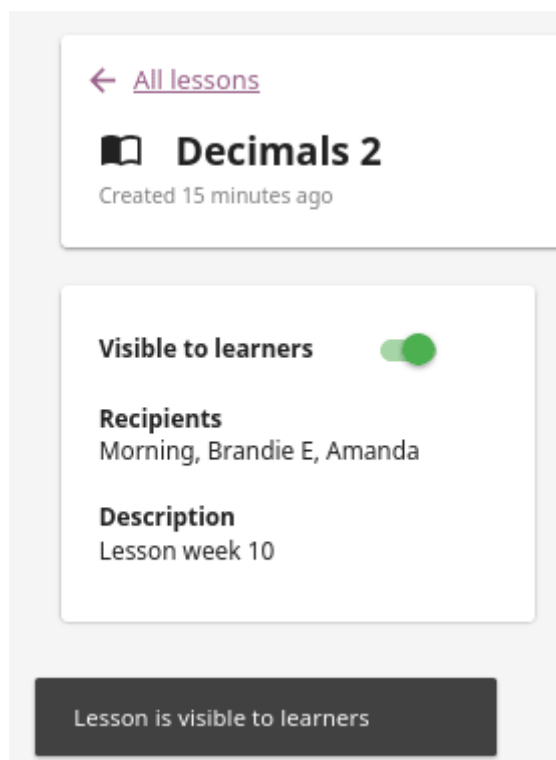 All lessons
Decimals 2
Created 15 minutes ago
Visible to learners
Recipients
Morning, Brandie E, Amanda
Description
Lesson week 10
Lesson is visible to learners